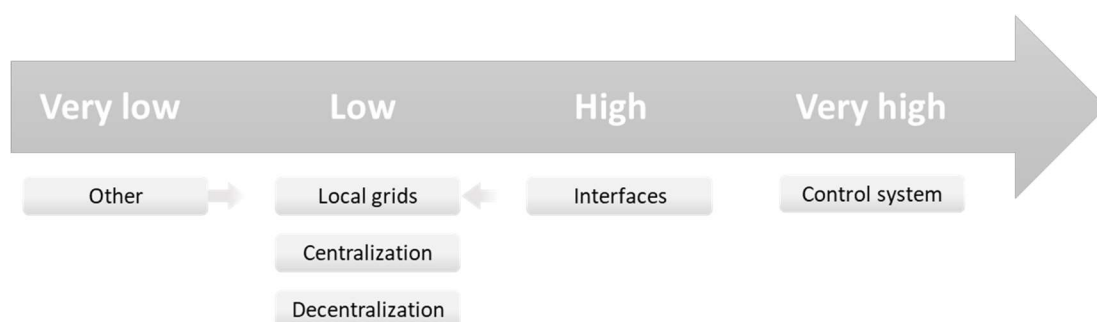 Very low Low High Very high
Other Local grids Interfaces Control system
Centralization
Decentralization